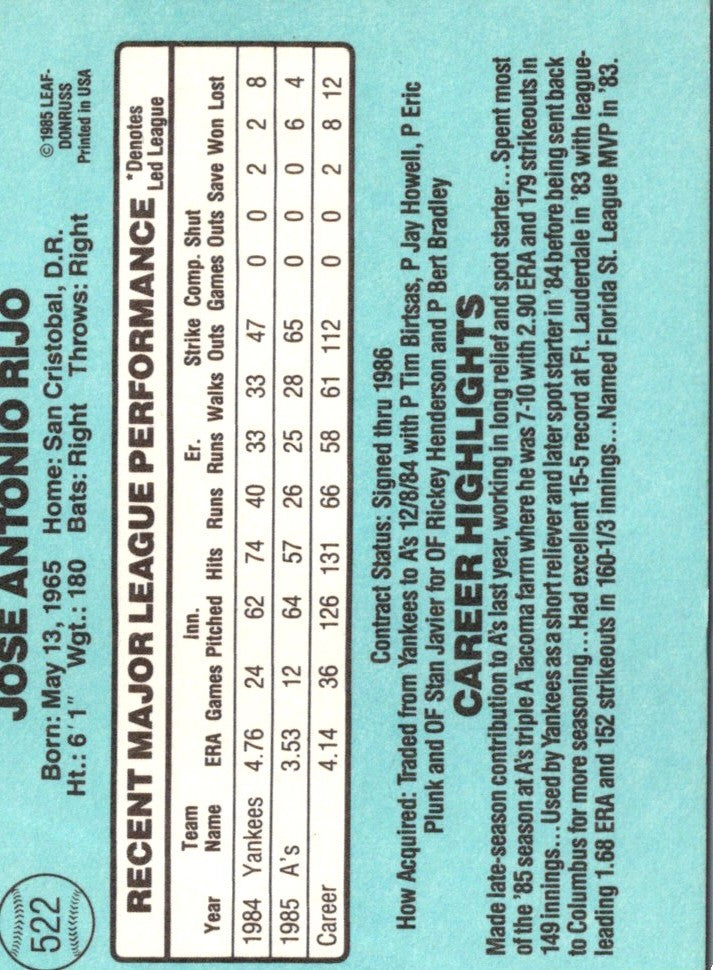 522
JOSE ANTONIO RIJO
Born: May 13, 1965 Home: San Cristobal, D.R.
Ht.: 6' 1" Wgt.: 180 Bats: Right Throws: Right
© 1985 LEAF-
DONRUSS
Printed in USA
RECENT MAJOR LEAGUE PERFORMANCE
*Denotes
Led League
Team Inn. Er. Strike Comp. Shut
Year Name ERA Games Pitched Hits Runs Runs Walks Outs Games Outs Save Won Lost
1984 Yankees 4.76 24 62 74 40 33 33 47 0 0 2 2 8
1985 A's 3.53 12 64 57 26 25 28 65 0 0 0 6 4
Career 4.14 36 126 131 66 58 61 112 0 0 2 8 12
Contract Status: Signed thru 1986
How Acquired: Traded from Yankees to A's 12/8/84 with P Tim Birtsas, P Jay Howell, P Eric
Plunk and OF Stan Javier for OF Rickey Henderson and P Bert Bradley
CAREER HIGHLIGHTS
Made late-season contribution to A's last year, working in long relief and spot starter...Spent most
of the '85 season at A's triple A Tacoma farm where he was 7-10 with 2.90 ERA and 179 strikeouts in
149 innings...Used by Yankees as a short reliever and later spot starter in '84 before being sent back
to Columbus for more seasoning...Had excellent 15-5 record at Ft. Lauderdale in '83 with league-
leading 1.68 ERA and 152 strikeouts in 160-1/3 innings...Named Florida St. League MVP in '83.